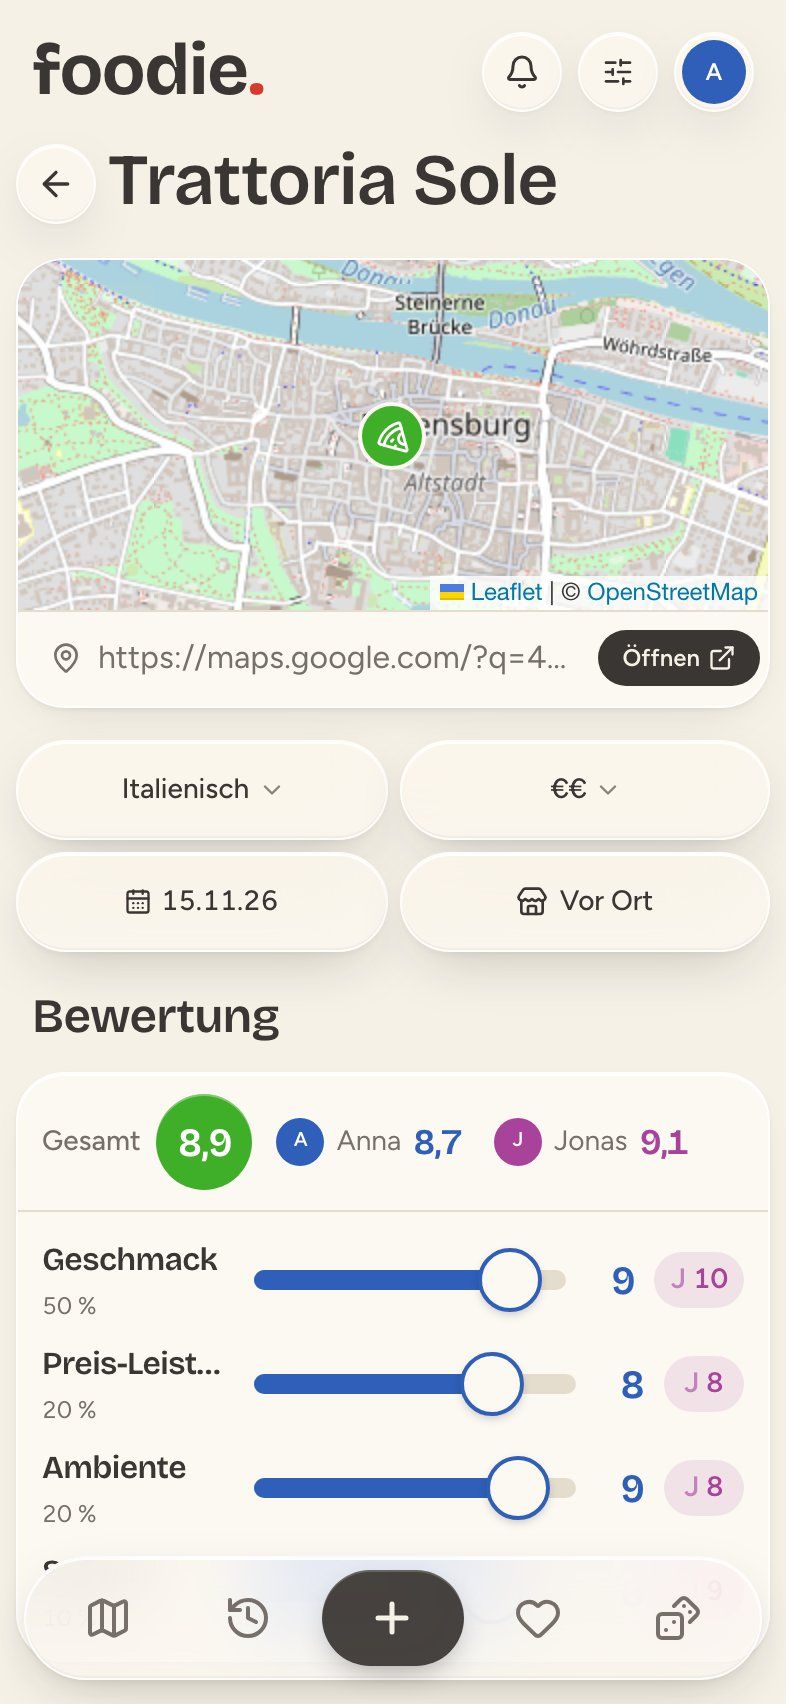 foodie.
A
Trattoria Sole
Donau
Steinerne
Brücke
Donau
Wöhrdstraße
ensburg
Altstadt
Leaflet | © OpenStreetMap
https://maps.google.com/?q=4...
Öffnen
Italienisch
€€
15.11.26
Vor Ort
Bewertung
Gesamt 8,9 A Anna 8,7 J Jonas 9,1
Geschmack
50 %
9 J 10
Preis-Leist...
20 %
8 J 8
Ambiente
20 %
9 J 8